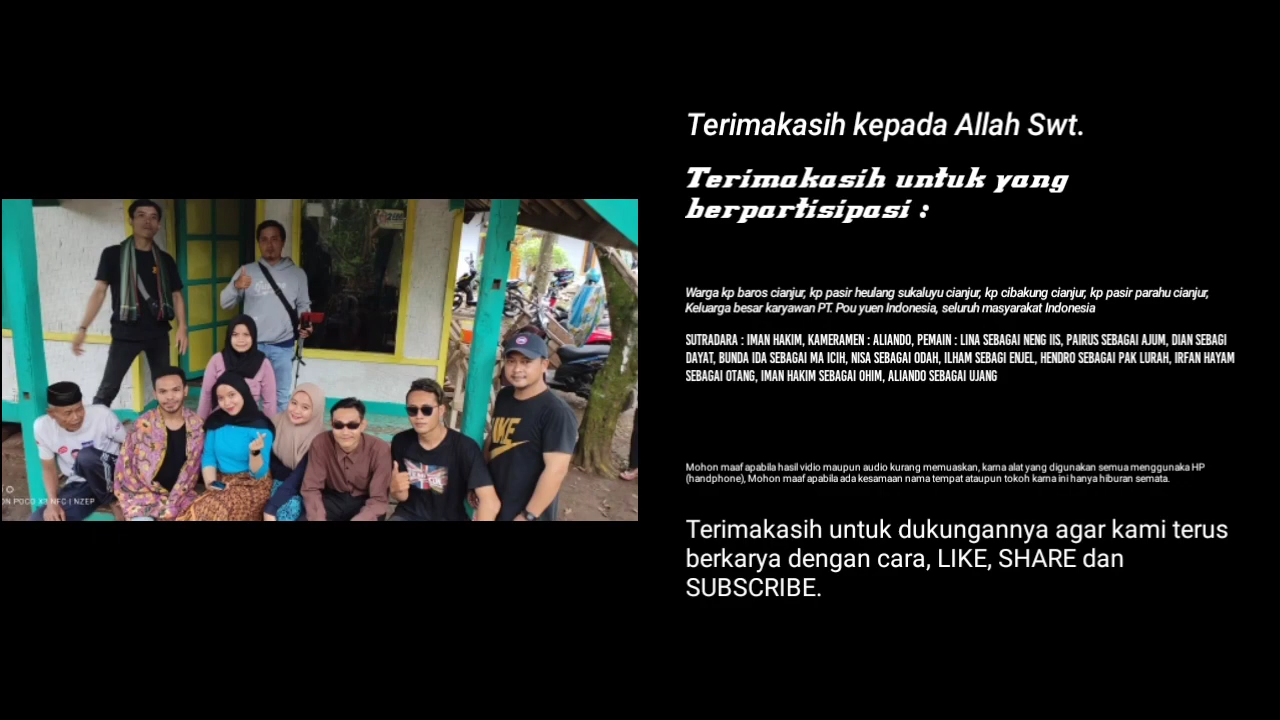 Terimakasih kepada Allah Swt.
Terimakasih untuk yang
berpartisipasi :
Warga kp baros cianjur, kp pasir heulang sukaluyu cianjur, kp cibakung cianjur, kp pasir parahu cianjur,
Keluarga besar karyawan PT. Pou yuen Indonesia, seluruh masyarakat Indonesia
SUTRADARA : IMAN HAKIM, KAMERAMEN : ALIANDO, PEMAIN : LINA SEBAGAI NENG IIS, PAIRUS SEBAGAI AJUM, DIAN SEBAGI
DAYAT, BUNDA IDA SEBAGAI MA ICIH, NISA SEBAGAI ODAH, ILHAM SEBAGI ENJEL, HENDRO SEBAGAI PAK LURAH, IRFAN HAYAM
SEBAGAI OTANG, IMAN HAKIM SEBAGAI OHIM, ALIANDO SEBAGAI UJANG
Mohon maaf apabila hasil vidio maupun audio kurang memuaskan, karna alat yang digunakan semua menggunaka HP
(handphone), Mohon maaf apabila ada kesamaan nama tempat ataupun tokoh karna ini hanya hiburan semata.
Terimakasih untuk dukungannya agar kami terus
berkarya dengan cara, LIKE, SHARE dan
SUBSCRIBE.
ON POCO X3 NFC | NZEP